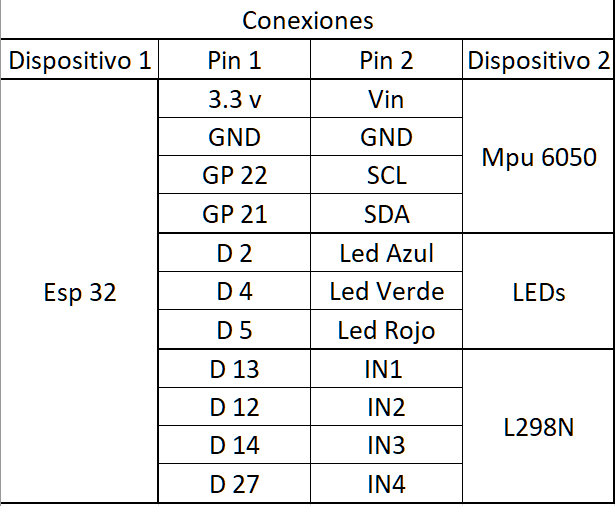 Conexiones
Dispositivo 1 Pin 1 Pin 2 Dispositivo 2
3.3 v Vin
GND GND
Mpu 6050
GP 22 SCL
GP 21 SDA
D 2 Led Azul
Esp 32 D 4 Led Verde LEDs
D 5 Led Rojo
D 13 IN1
D 12 IN2
L298N
D 14 IN3
D 27 IN4